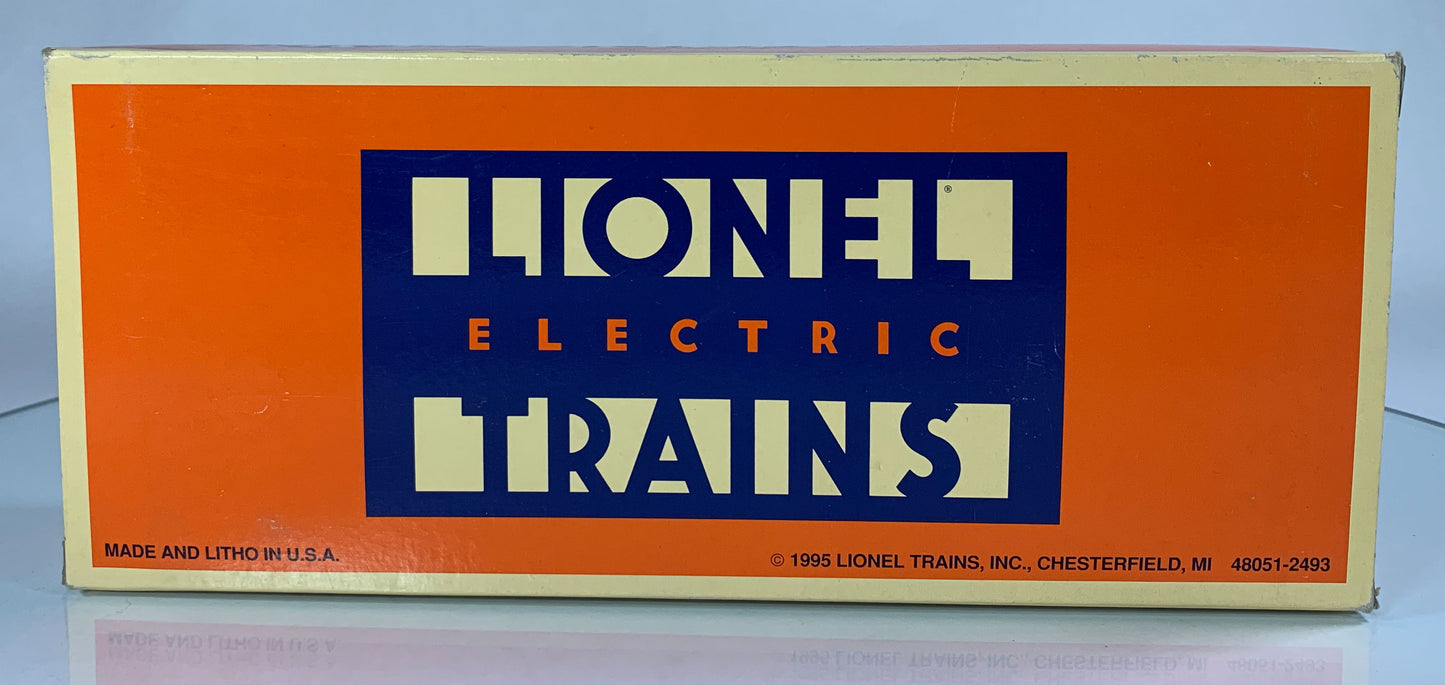 LIONEL®
ELECTRIC
TRAINS
MADE AND LITHO IN U.S.A.
© 1995 LIONEL TRAINS, INC., CHESTERFIELD, MI 48051-2493